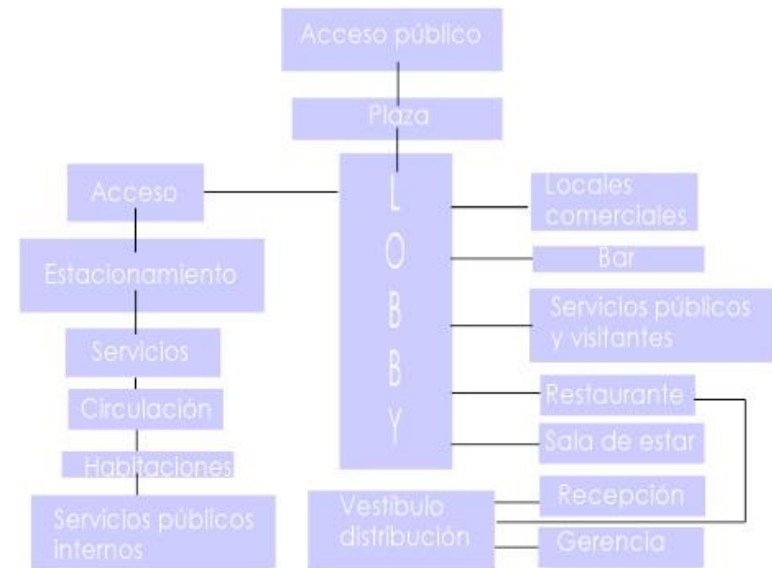 Acceso público
Plaza
Acceso
Estacionamiento
Servicios
Circulación
Habitaciones
Servicios públicos
internos
LOBBY
Locales
comerciales
Bar
Servicios públicos
y visitantes
Restaurante
Sala de estar
Vestíbulo
distribución
Recepción
Gerencia